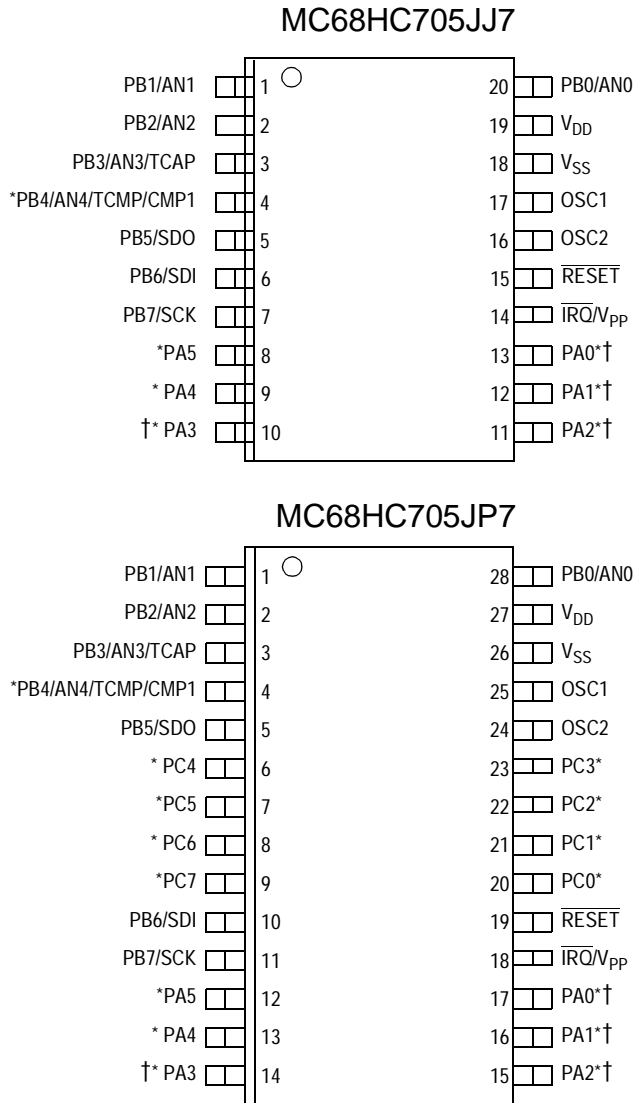 MC68HC705JJ7
PB1/AN1 1 20 PB0/AN0
PB2/AN2 2 19 VDD
PB3/AN3/TCAP 3 18 VSS
*PB4/AN4/TCMP/CMP1 4 17 OSC1
PB5/SDO 5 16 OSC2
PB6/SDI 6 15 RESET
PB7/SCK 7 14 IRQ/VPP
*PA5 8 13 PA0*†
* PA4 9 12 PA1*†
†* PA3 10 11 PA2*†
MC68HC705JP7
PB1/AN1 1 28 PB0/AN0
PB2/AN2 2 27 VDD
PB3/AN3/TCAP 3 26 VSS
*PB4/AN4/TCMP/CMP1 4 25 OSC1
PB5/SDO 5 24 OSC2
* PC4 6 23 PC3*
*PC5 7 22 PC2*
* PC6 8 21 PC1*
*PC7 9 20 PC0*
PB6/SDI 10 19 RESET
PB7/SCK 11 18 IRQ/VPP
*PA5 12 17 PA0*†
* PA4 13 16 PA1*†
†* PA3 14 15 PA2*†